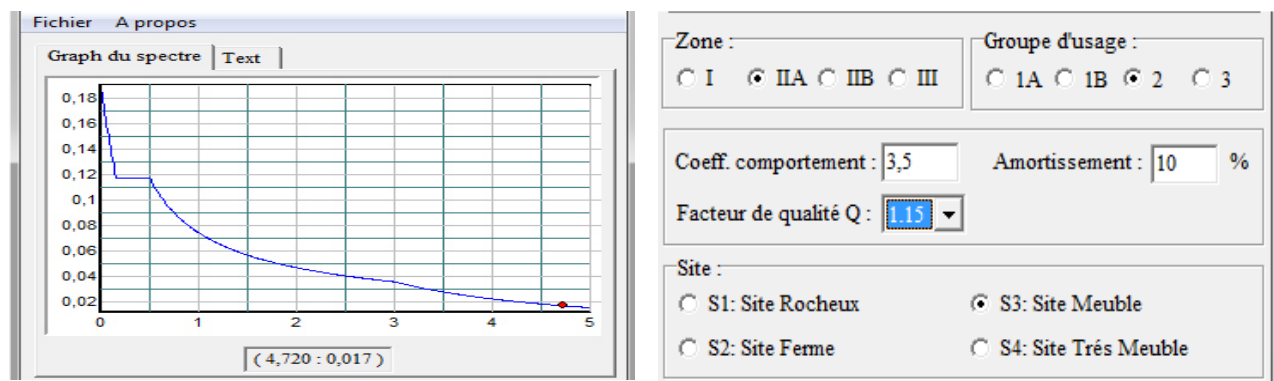 Fichier A propos
Graph du spectre Text
0,18
0,16
0,14
0,12
0,1
0,08
0,06
0,04
0,02
0 1 2 3 4 5
( 4,720 : 0,017 )
Zone : Groupe d'usage :
I IIA IIB III 1A 1B 2 3
Coeff. comportement : 3,5 Amortissement : 10 %
Facteur de qualité Q : 1.15
Site :
S1: Site Rocheux S3: Site Meuble
S2: Site Ferme S4: Site Trés Meuble